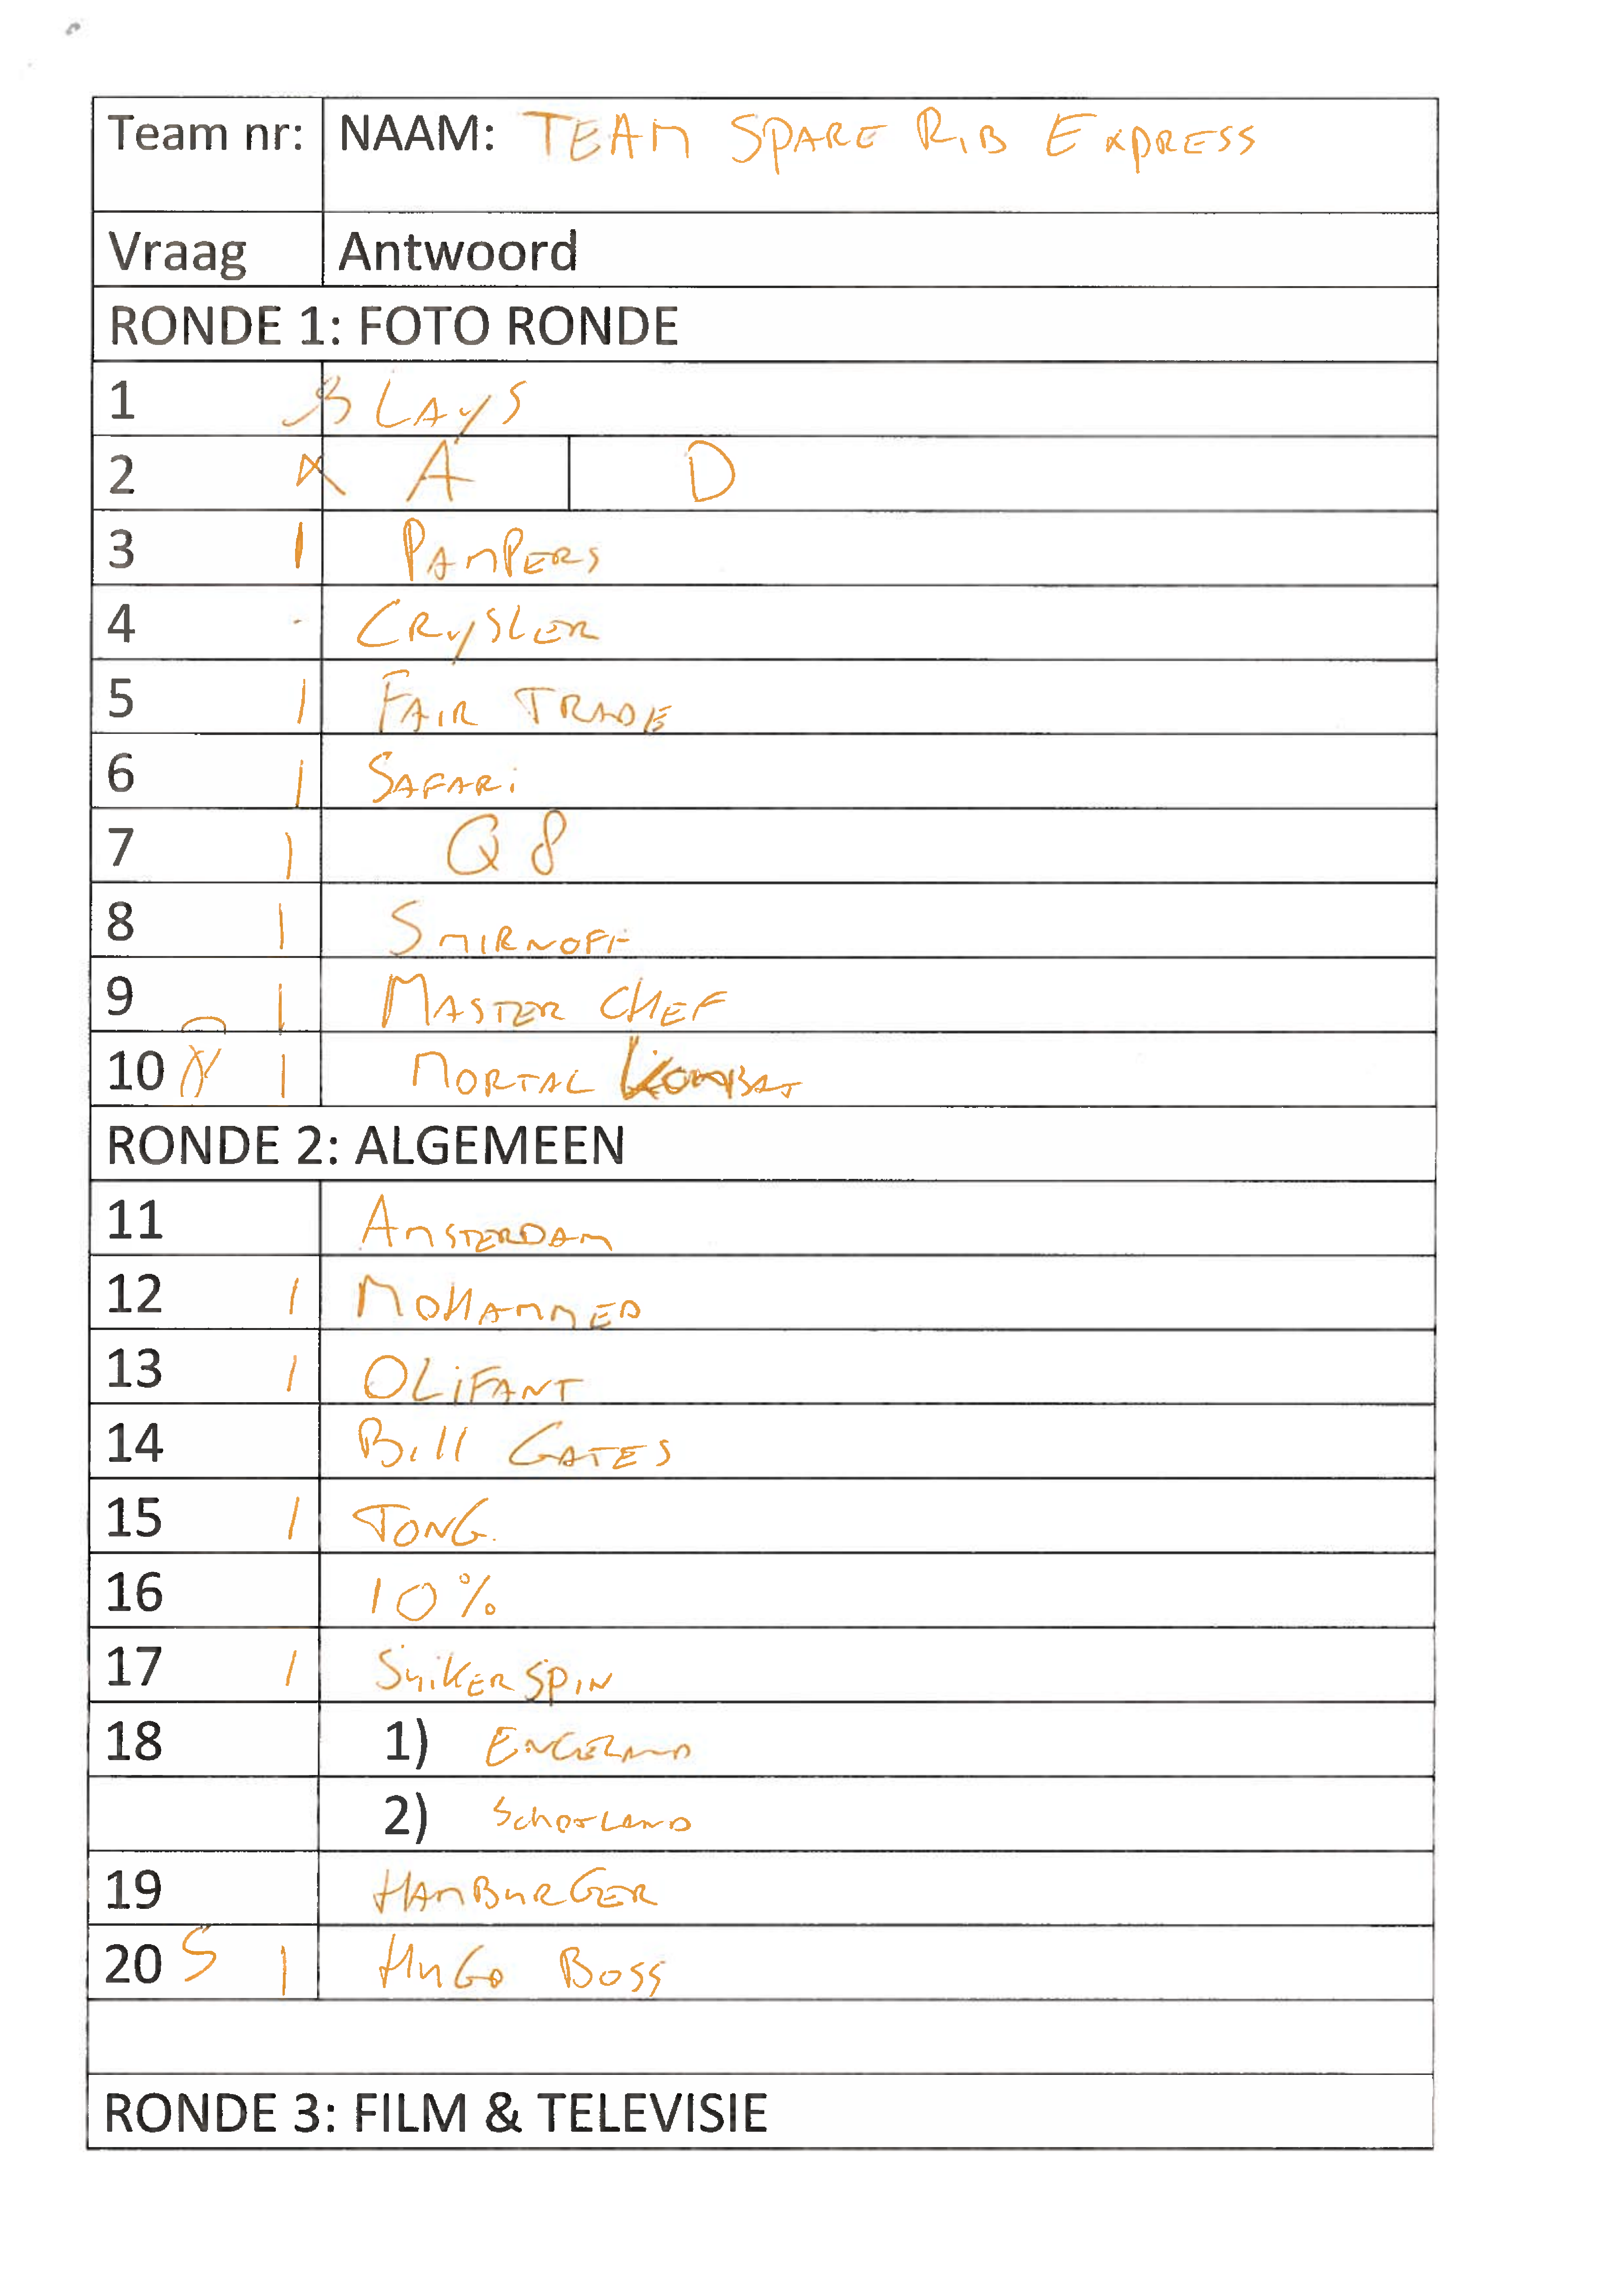 Team nr: NAAM: TEAM SPARE RIB EXPRESS
Vraag Antwoord
RONDE 1: FOTO RONDE
1 LAYS
2 A D
3 1 PAMPERS
4 - CRYSLER
5 1 FAIR TRADE
6 1 SAFARi
7 1 Q8
8 1 SMIRNOFF
9 1 MASTER CHEF
10 1 MORTAL KOMBAT
RONDE 2: ALGEMEEN
11 AMSTERDAM
12 1 MOHAMMED
13 1 OLiFANT
14 Bill GATES
15 1 TONG.
16 10%
17 1 SuiKERSPIN
18 1) ENGELAND
2) SCHOTLAND
19 HAMBURGER
20 5 1 HuGo Boss
RONDE 3: FILM & TELEVISIE